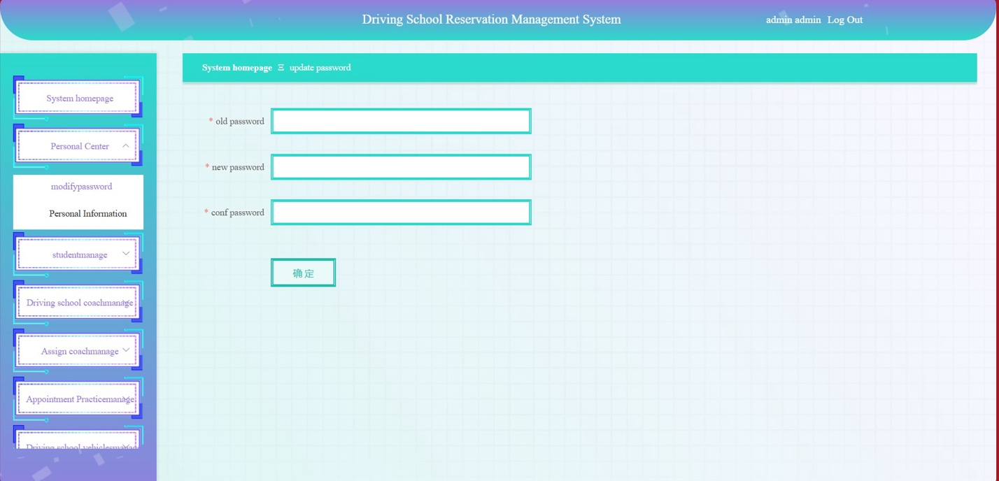 Driving School Reservation Management System
admin admin Log Out
System homepage Ξ update password
System homepage
Personal Center
modifypassword
Personal Information
studentmanage
Driving school coachmanage
Assign coachmanage
Appointment Practicemanage
Driving school vehiclesmanage
* old password
* new password
* conf password
确定